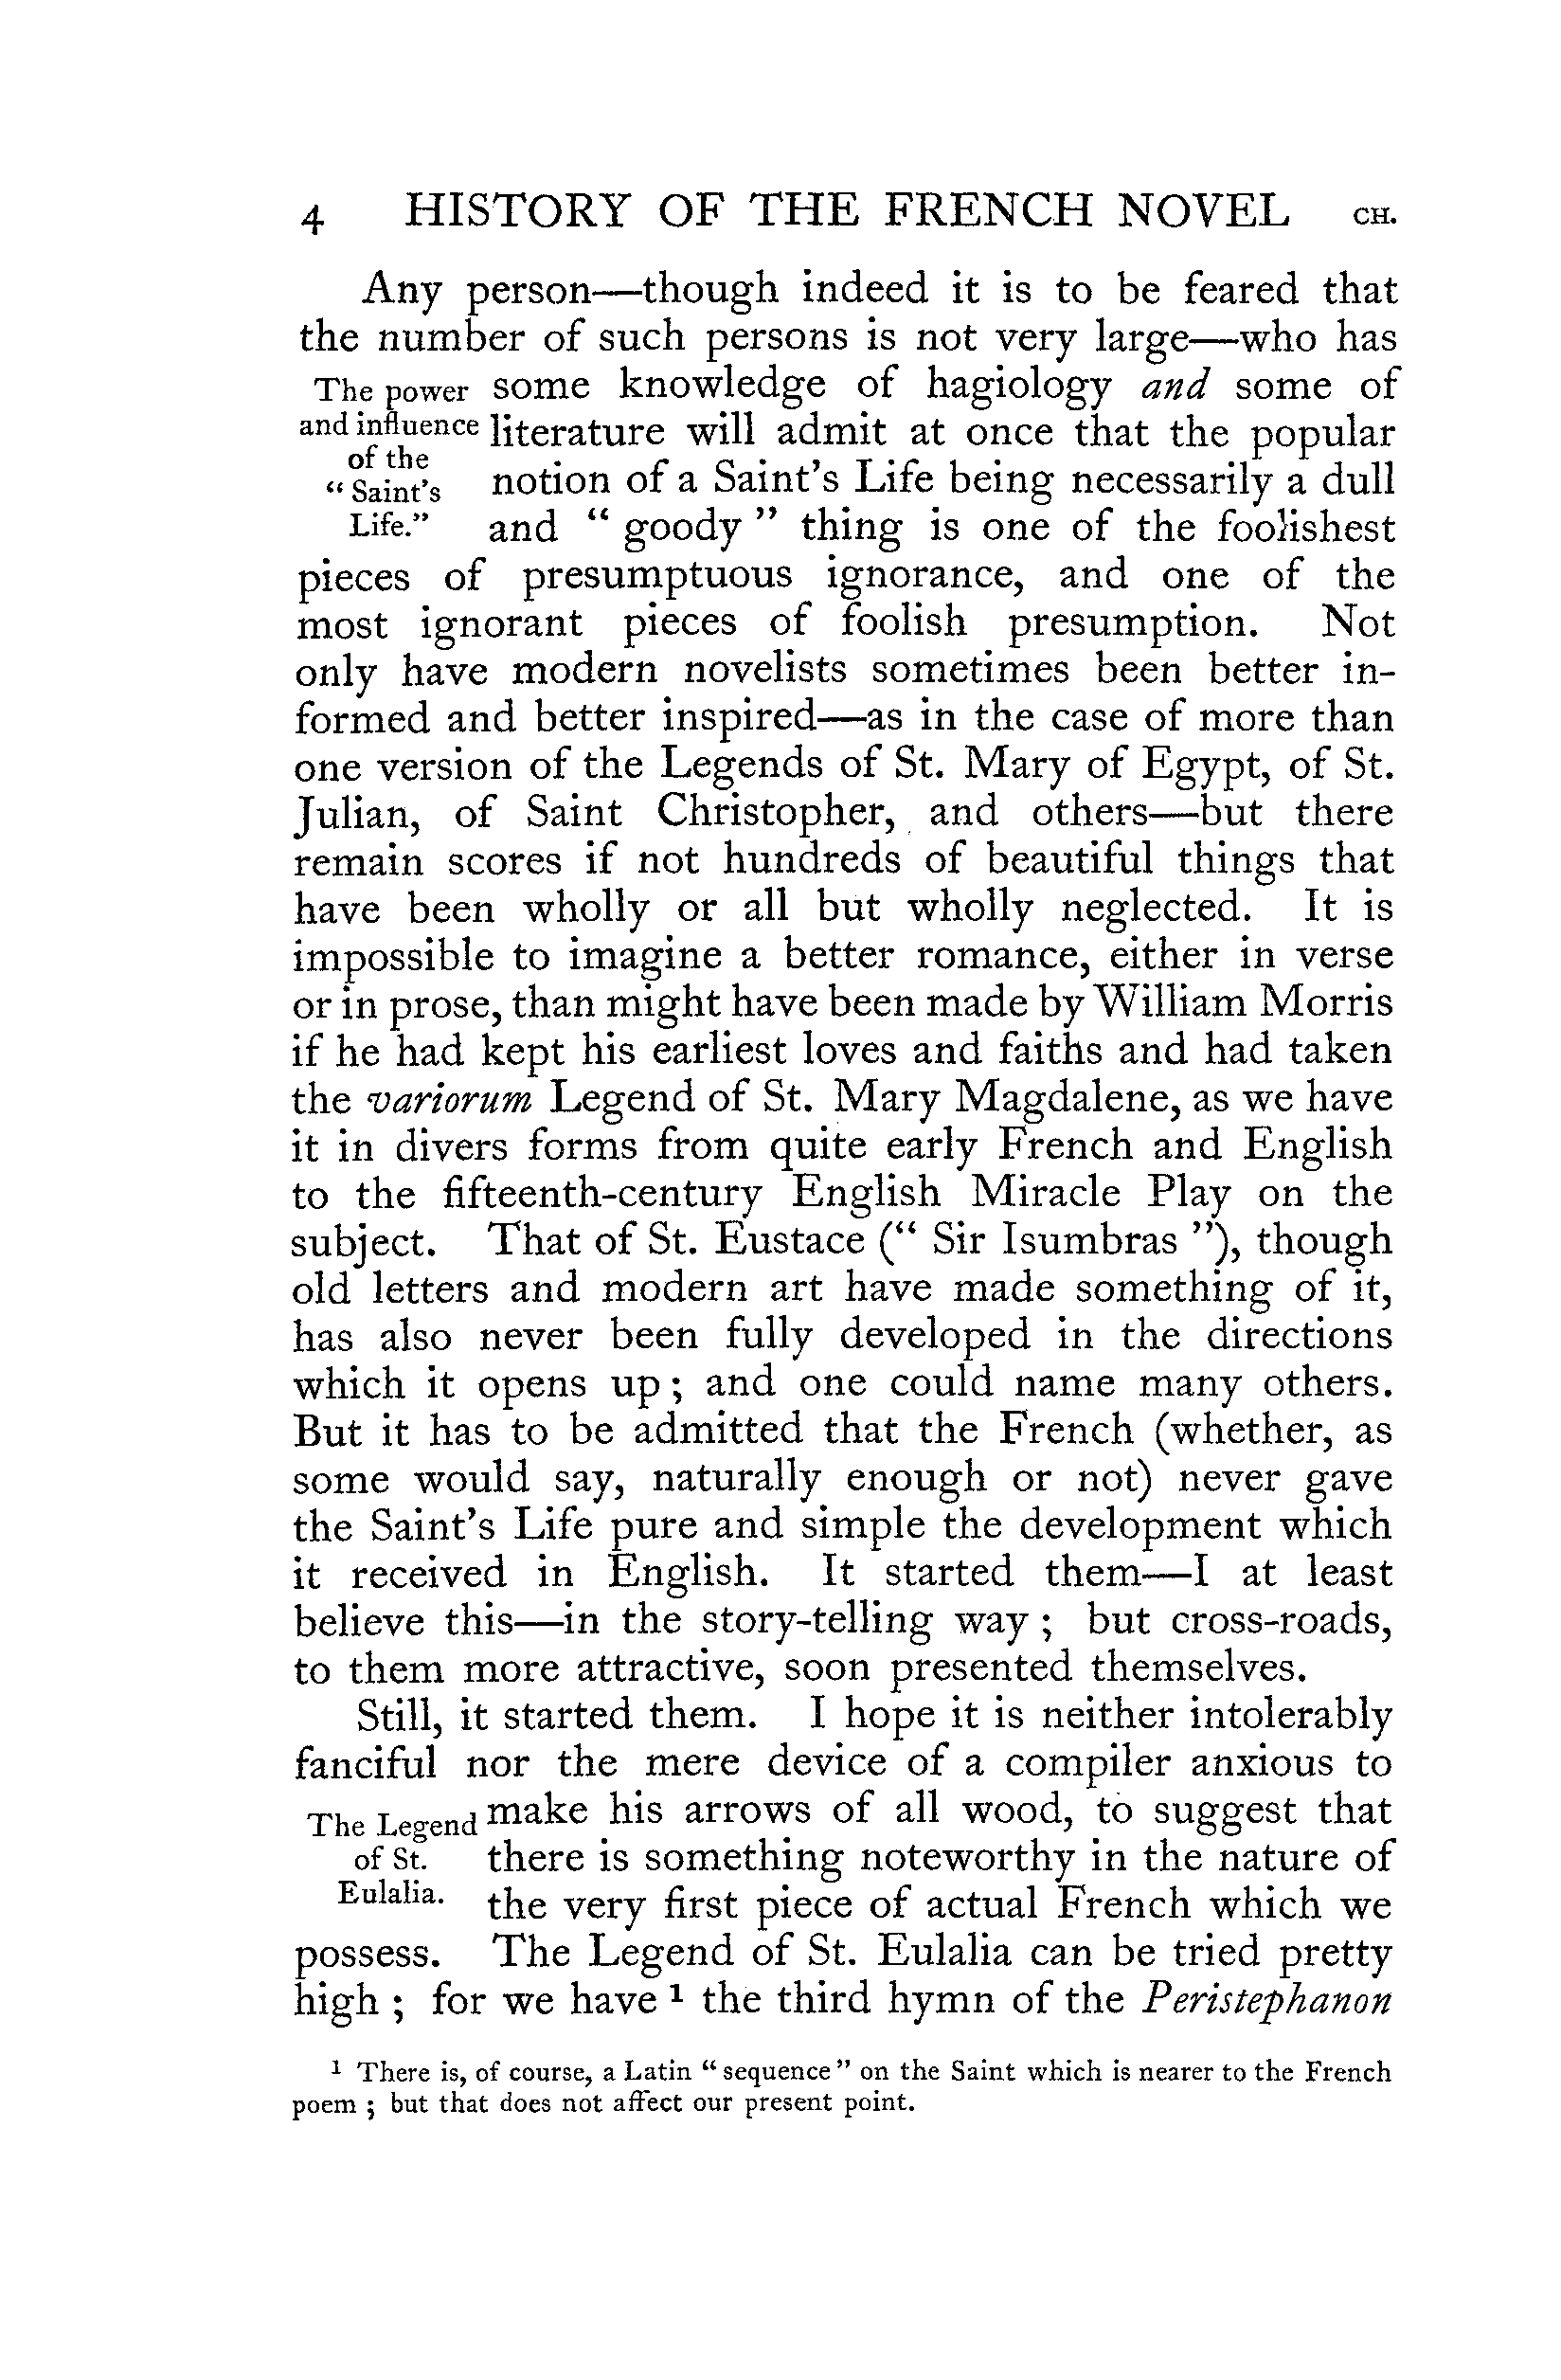 4 HISTORY OF THE FRENCH NOVEL CH.
Any person—though indeed it is to be feared that
the number of such persons is not very large—who has
The power some knowledge of hagiology and some of
and influence literature will admit at once that the popular
of the
“ Saint’s notion of a Saint’s Life being necessarily a dull
Life.” and “ goody ” thing is one of the foolishest
pieces of presumptuous ignorance, and one of the
most ignorant pieces of foolish presumption. Not
only have modern novelists sometimes been better in-
formed and better inspired—as in the case of more than
one version of the Legends of St. Mary of Egypt, of St.
Julian, of Saint Christopher, and others—but there
remain scores if not hundreds of beautiful things that
have been wholly or all but wholly neglected. It is
impossible to imagine a better romance, either in verse
or in prose, than might have been made by William Morris
if he had kept his earliest loves and faiths and had taken
the variorum Legend of St. Mary Magdalene, as we have
it in divers forms from quite early French and English
to the fifteenth-century English Miracle Play on the
subject. That of St. Eustace (“ Sir Isumbras ”), though
old letters and modern art have made something of it,
has also never been fully developed in the directions
which it opens up ; and one could name many others.
But it has to be admitted that the French (whether, as
some would say, naturally enough or not) never gave
the Saint’s Life pure and simple the development which
it received in English. It started them—I at least
believe this—in the story-telling way ; but cross-roads,
to them more attractive, soon presented themselves.
Still, it started them. I hope it is neither intolerably
fanciful nor the mere device of a compiler anxious to
The Legend make his arrows of all wood, to suggest that
of St. there is something noteworthy in the nature of
Eulalia. the very first piece of actual French which we
possess. The Legend of St. Eulalia can be tried pretty
high ; for we have ¹ the third hymn of the Peristephanon
¹ There is, of course, a Latin “ sequence ” on the Saint which is nearer to the French
poem ; but that does not affect our present point.